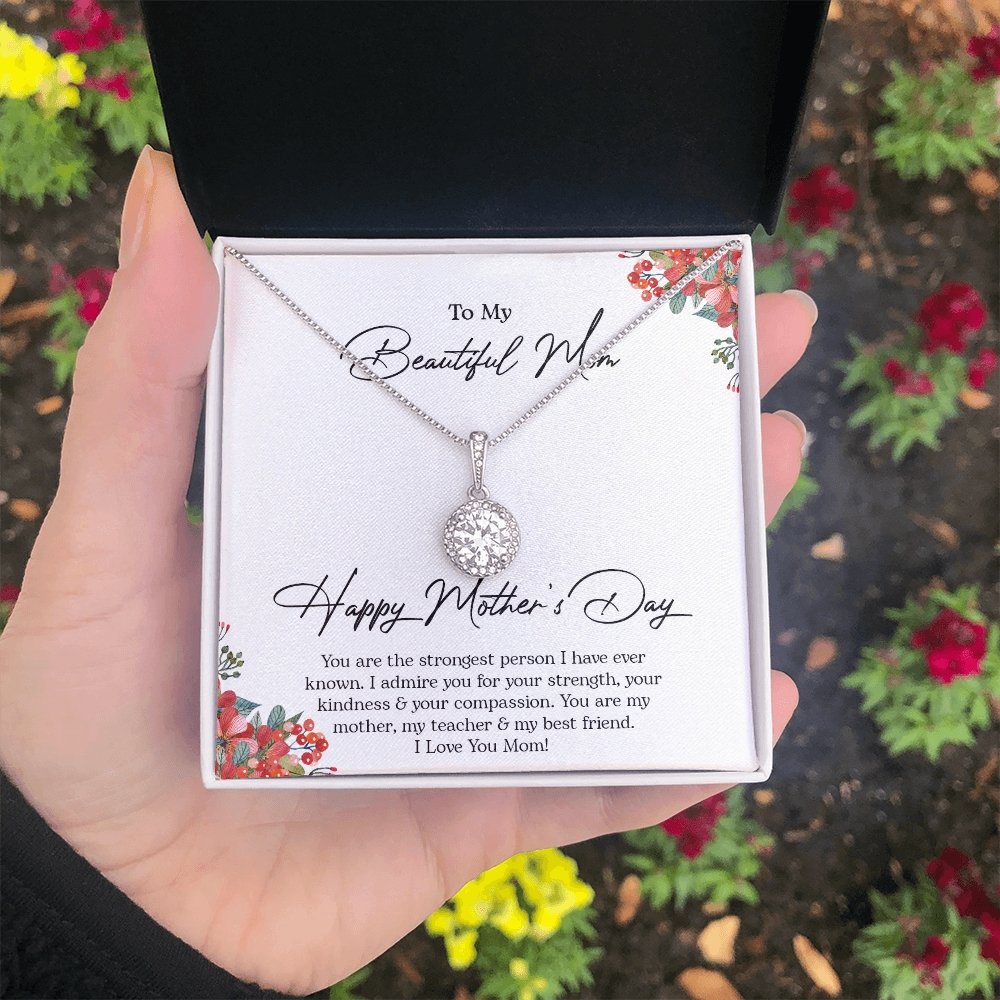 To My
Beautiful Mom
Happy Mother's Day
You are the strongest person I have ever
known. I admire you for your strength, your
kindness & your compassion. You are my
mother, my teacher & my best friend.
I Love You Mom!